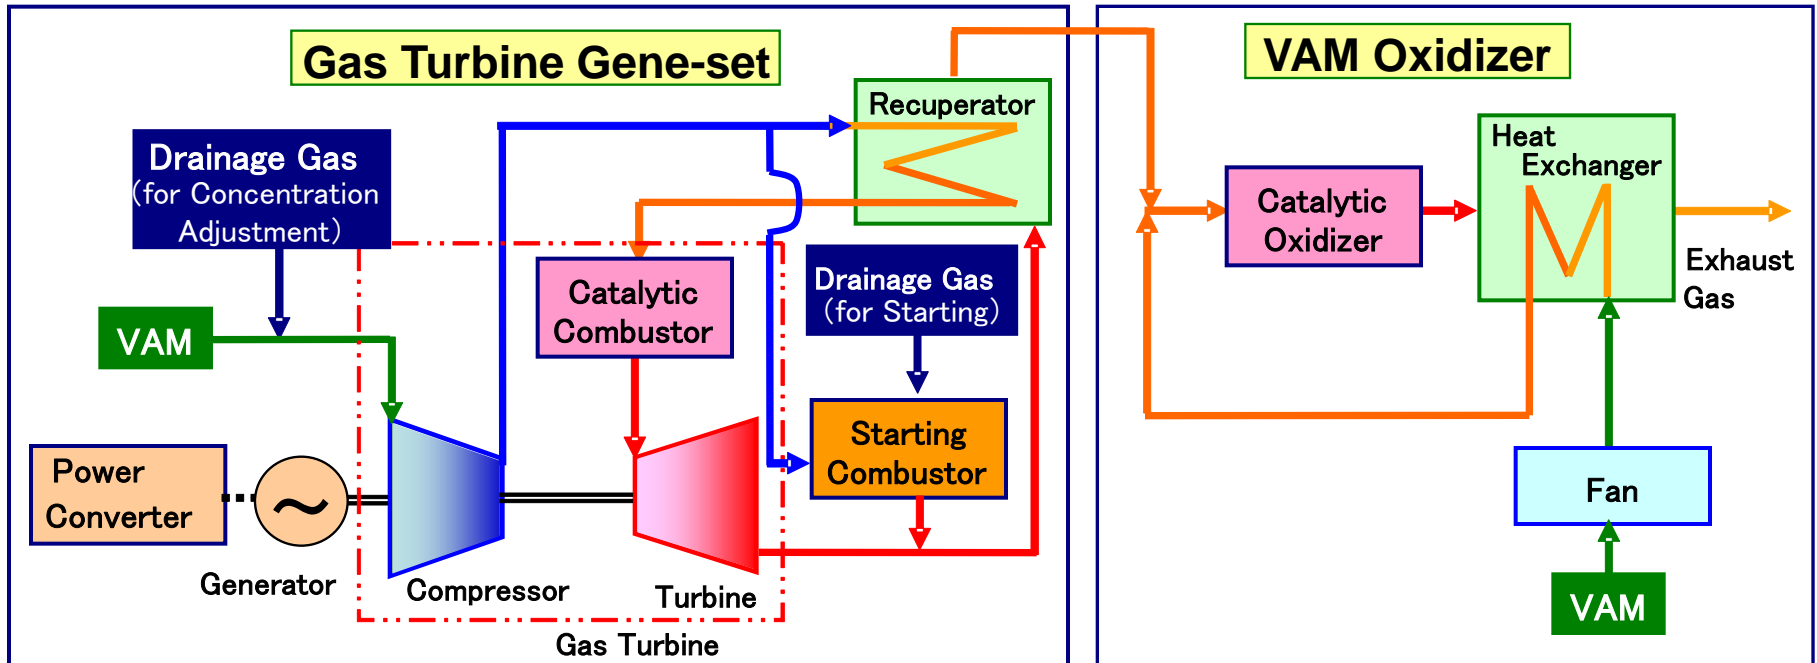 Gas Turbine Gene-set
Drainage Gas
(for Concentration
Adjustment)
VAM
Power
Converter
~
Generator
Compressor
Catalytic
Combustor
Turbine
Gas Turbine
Recuperator
Drainage Gas
(for Starting)
Starting
Combustor
VAM Oxidizer
Catalytic
Oxidizer
Heat
Exchanger
Exhaust
Gas
Fan
VAM